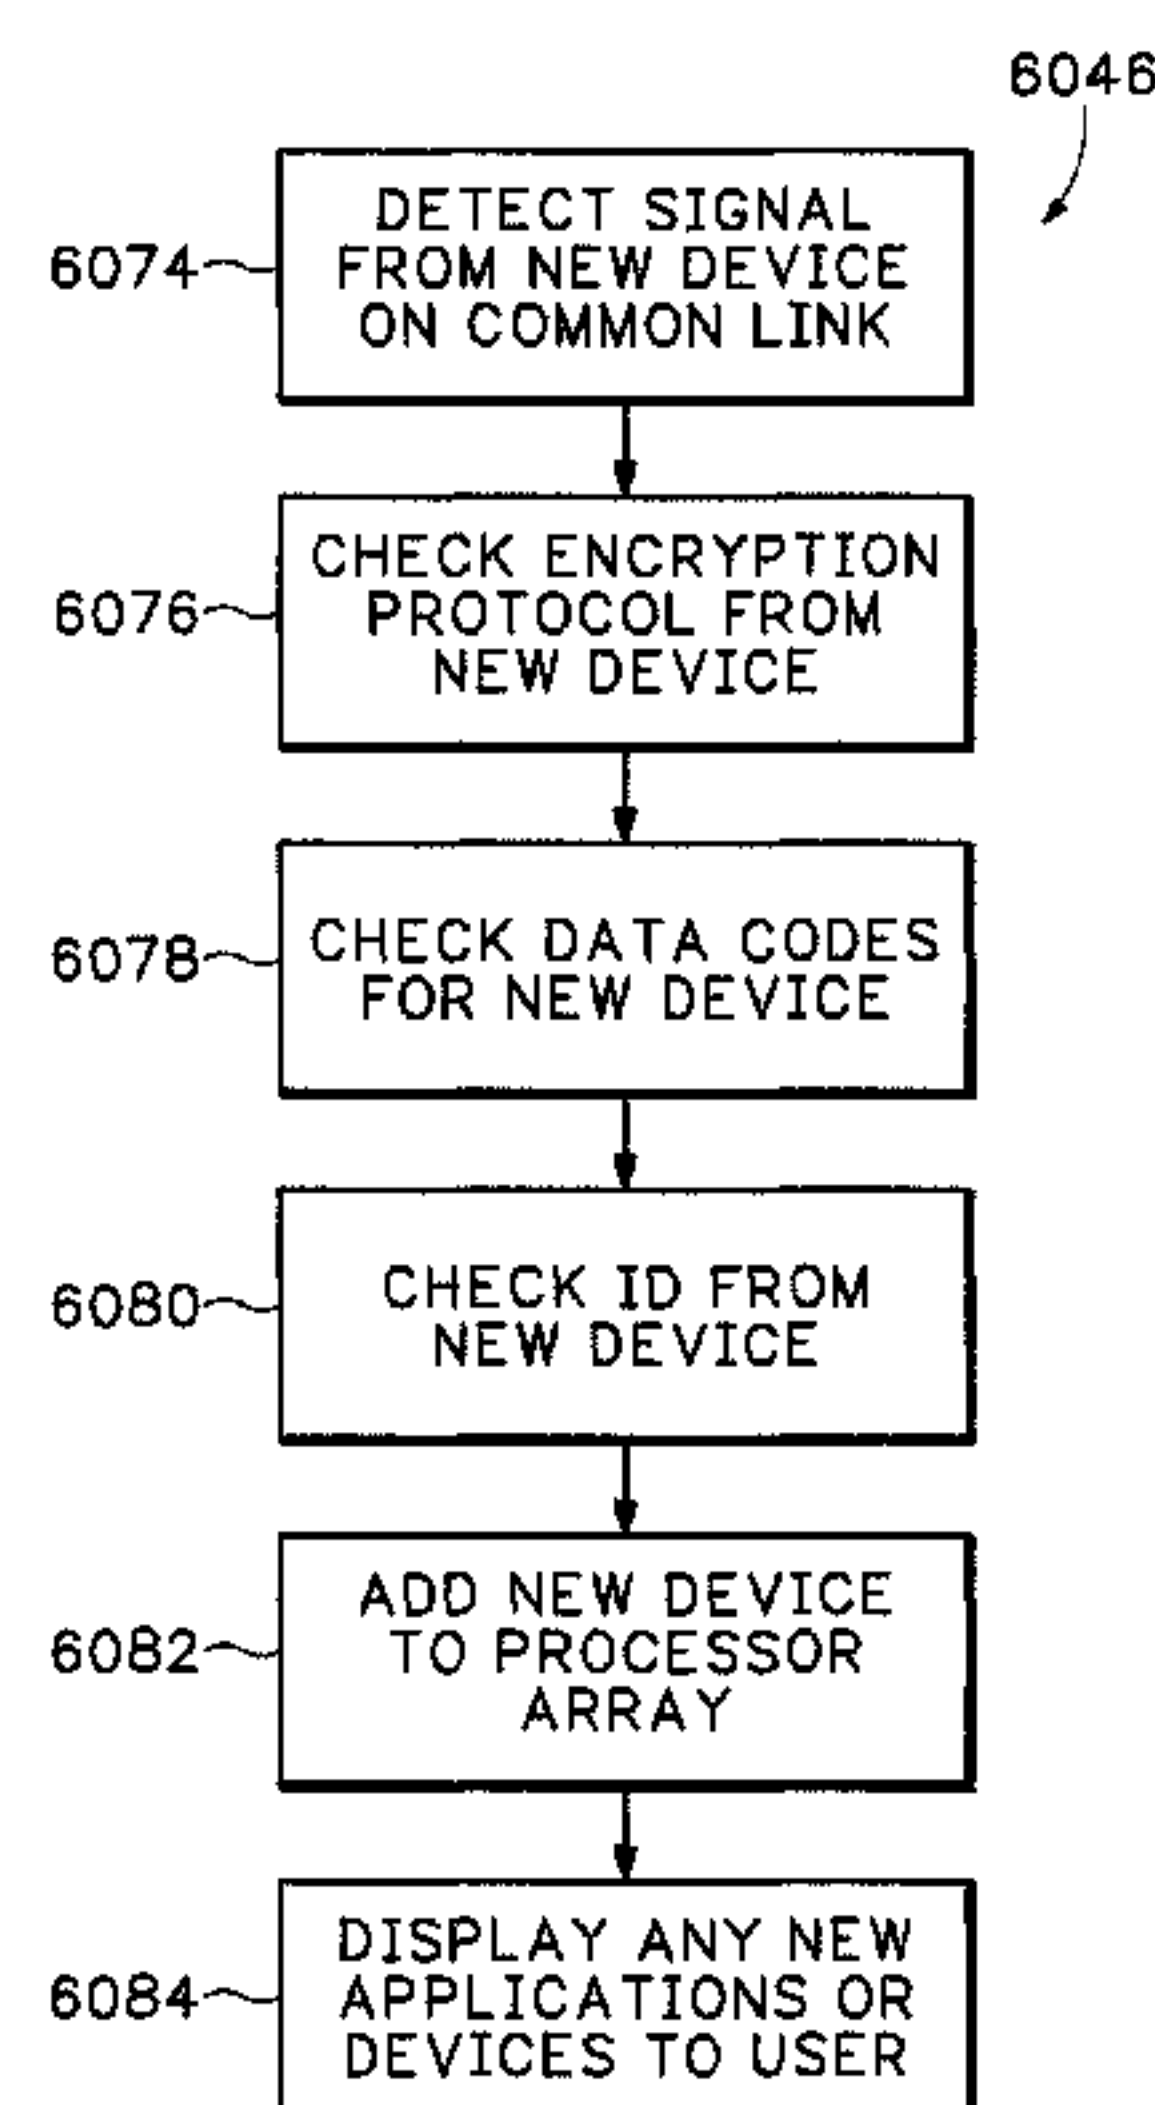 6046
DETECT SIGNAL
6074 FROM NEW DEVICE
ON COMMON LINK
CHECK ENCRYPTION
6076 PROTOCOL FROM
NEW DEVICE
CHECK DATA CODES
6078
FOR NEW DEVICE
CHECK ID FROM
6080
NEW DEVICE
ADD NEW DEVICE
6082 TO PROCESSOR
ARRAY
DISPLAY ANY NEW
6084 APPLICATIONS OR
DEVICES TO USER